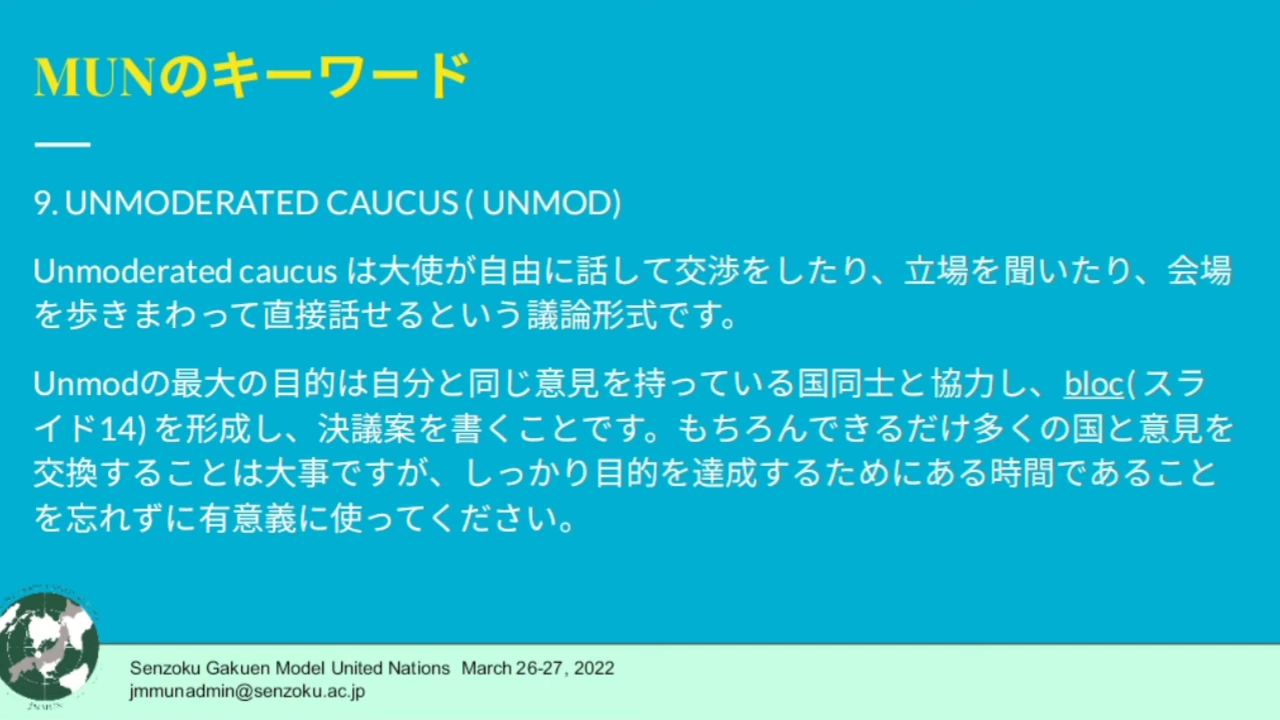 MUNのキーワード
9. UNMODERATED CAUCUS ( UNMOD)
Unmoderated caucus は大使が自由に話して交渉をしたり、立場を聞いたり、会場
を歩きまわって直接話せるという議論形式です。
Unmodの最大の目的は自分と同じ意見を持っている国同士と協力し、bloc( スラ
イド14) を形成し、決議案を書くことです。もちろんできるだけ多くの国と意見を
交換することは大事ですが、しっかり目的を達成するためにある時間であること
を忘れずに有意義に使ってください。
Senzoku Gakuen Model United Nations March 26-27, 2022
jmmunadmin@senzoku.ac.jp